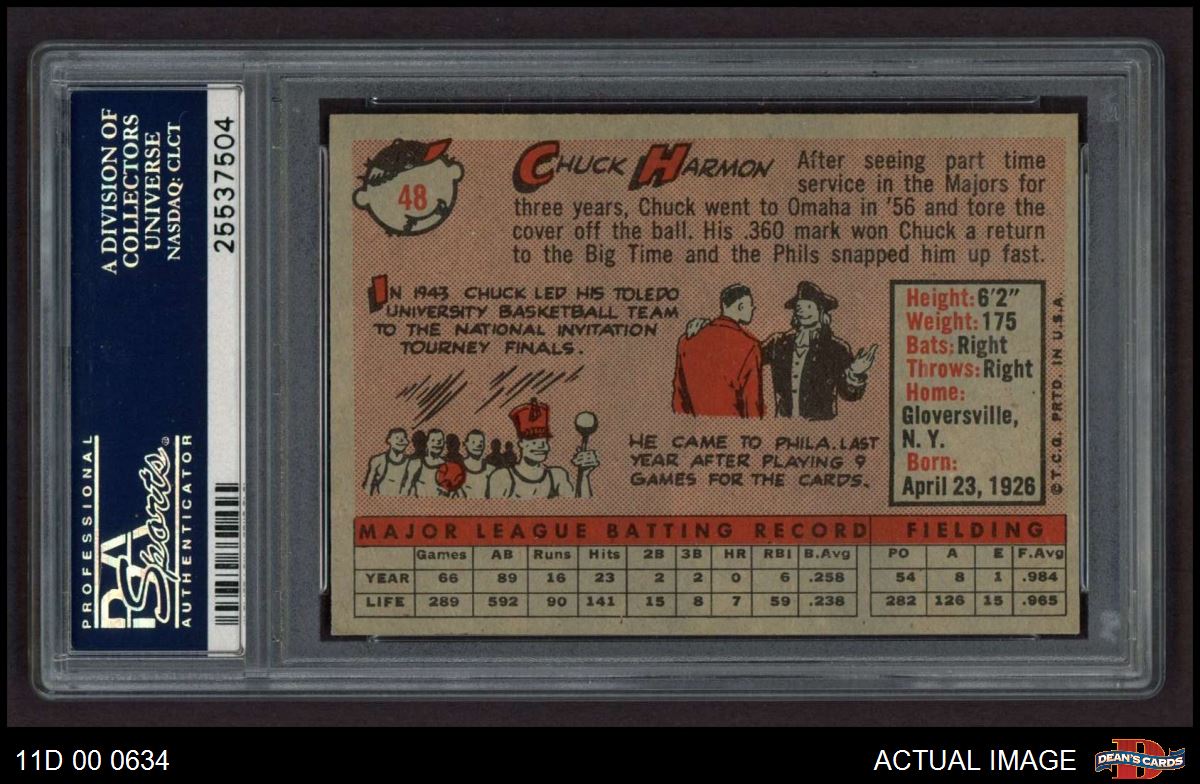 A DIVISION OF
COLLECTORS
UNIVERSE
NASDAQ: CLCT
25537504
PROFESSIONAL
PSA
Sports
AUTHENTICATOR
48
CHUCK HARMON
After seeing part time
service in the Majors for
three years, Chuck went to Omaha in '56 and tore the
cover off the ball. His .360 mark won Chuck a return
to the Big Time and the Phils snapped him up fast.
IN 1943 CHUCK LED HIS TOLEDO
UNIVERSITY BASKETBALL TEAM
TO THE NATIONAL INVITATION
TOURNEY FINALS.
HE CAME TO PHILA. LAST
YEAR AFTER PLAYING 9
GAMES FOR THE CARDS.
Height: 6'2"
Weight: 175
Bats: Right
Throws: Right
Home:
Gloversville,
N. Y.
Born:
April 23, 1926
© T.C.G. PRTD. IN U.S.A.
MAJOR LEAGUE BATTING RECORD FIELDING
Games AB Runs Hits 2B 3B HR RBI B.Avg PO A E F.Avg
YEAR 66 89 16 23 2 2 0 6 .258 54 8 1 .984
LIFE 289 592 90 141 15 8 7 59 .238 282 126 15 .965
11D 00 0634
ACTUAL IMAGE
D
DEAN'S CARDS